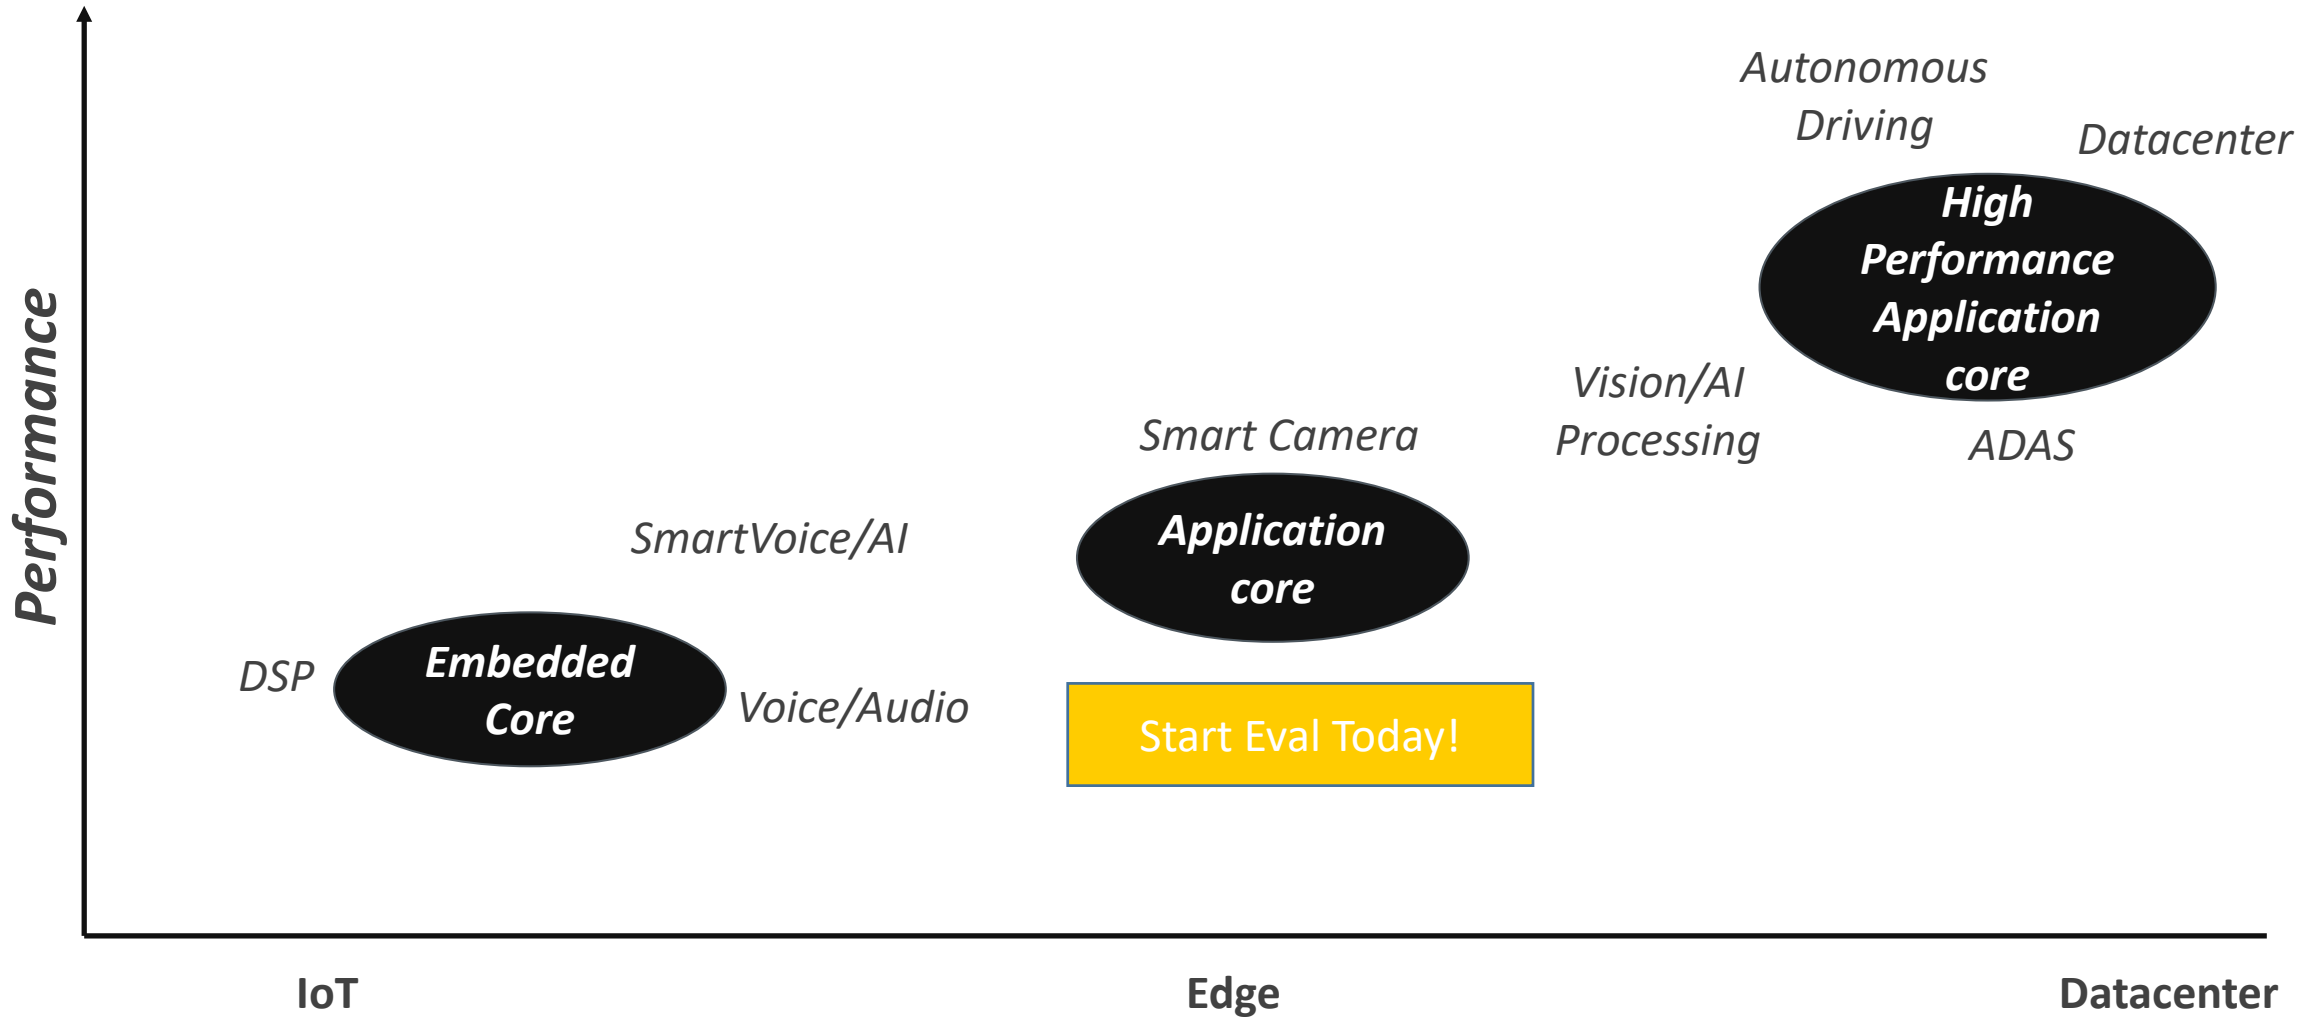 Performance
Autonomous
Driving
Datacenter
High
Performance
Application
core
Vision/AI
Processing
ADAS
Smart Camera
Application
core
SmartVoice/AI
DSP
Embedded
Core
Voice/Audio
Start Eval Today!
IoT
Edge
Datacenter